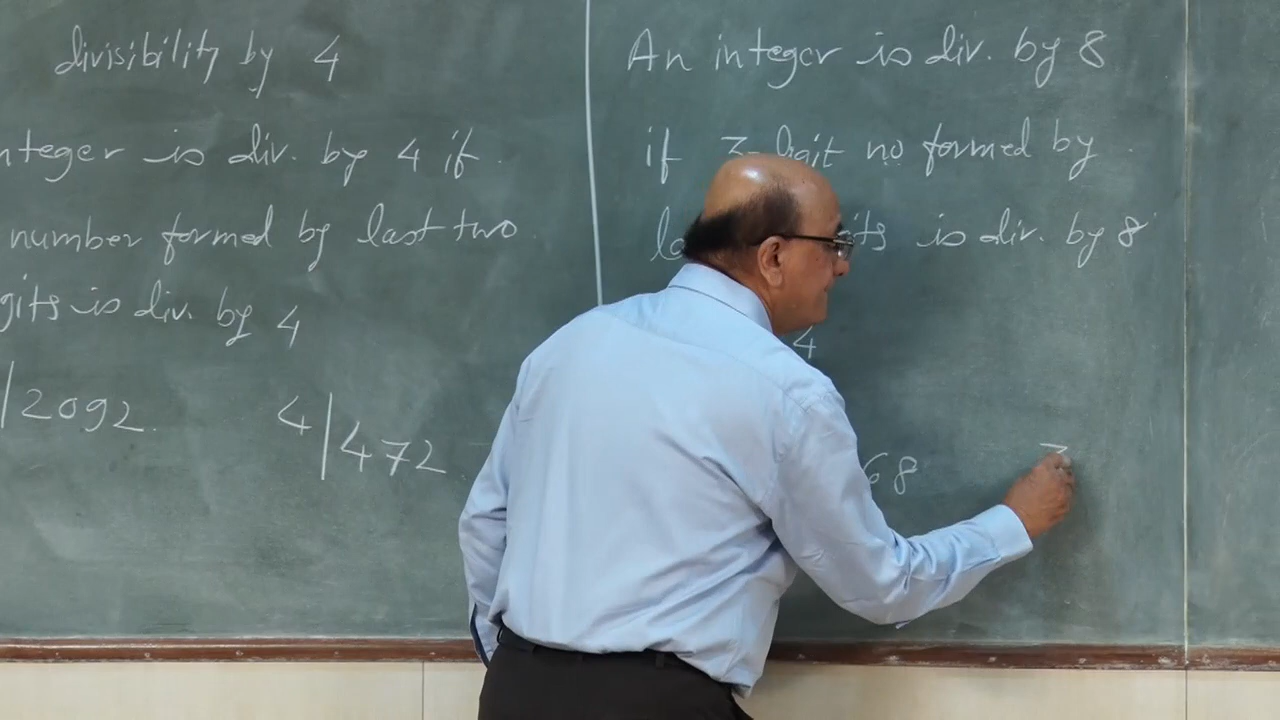 divisibility by 4
nteger is div. by 4 if
number formed by last two
gits is div. by 4
2092
4 472
An integer is div. by 8
if 3-digit no formed by
is div. by 8
4
68